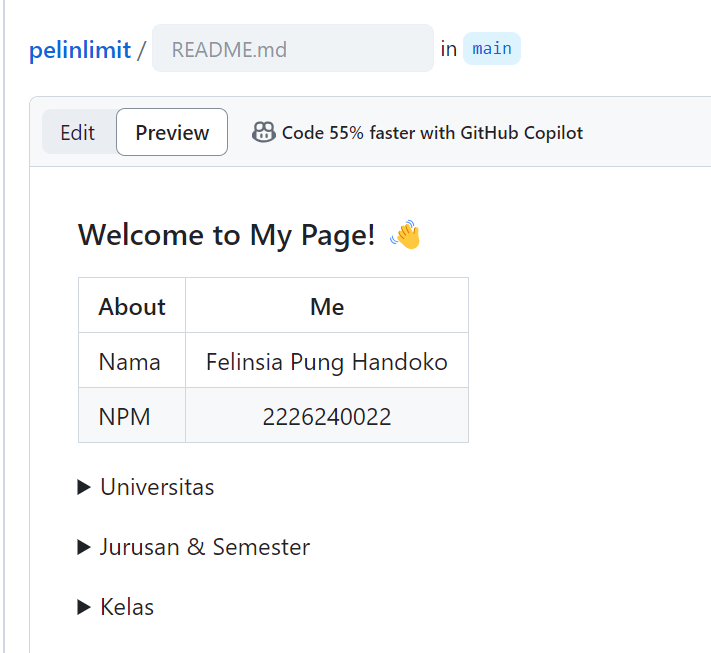 pelinlimit / README.md in main
Edit Preview Code 55% faster with GitHub Copilot
Welcome to My Page! 👋
About Me
Nama Felinsia Pung Handoko
NPM 2226240022
Universitas
Jurusan & Semester
Kelas